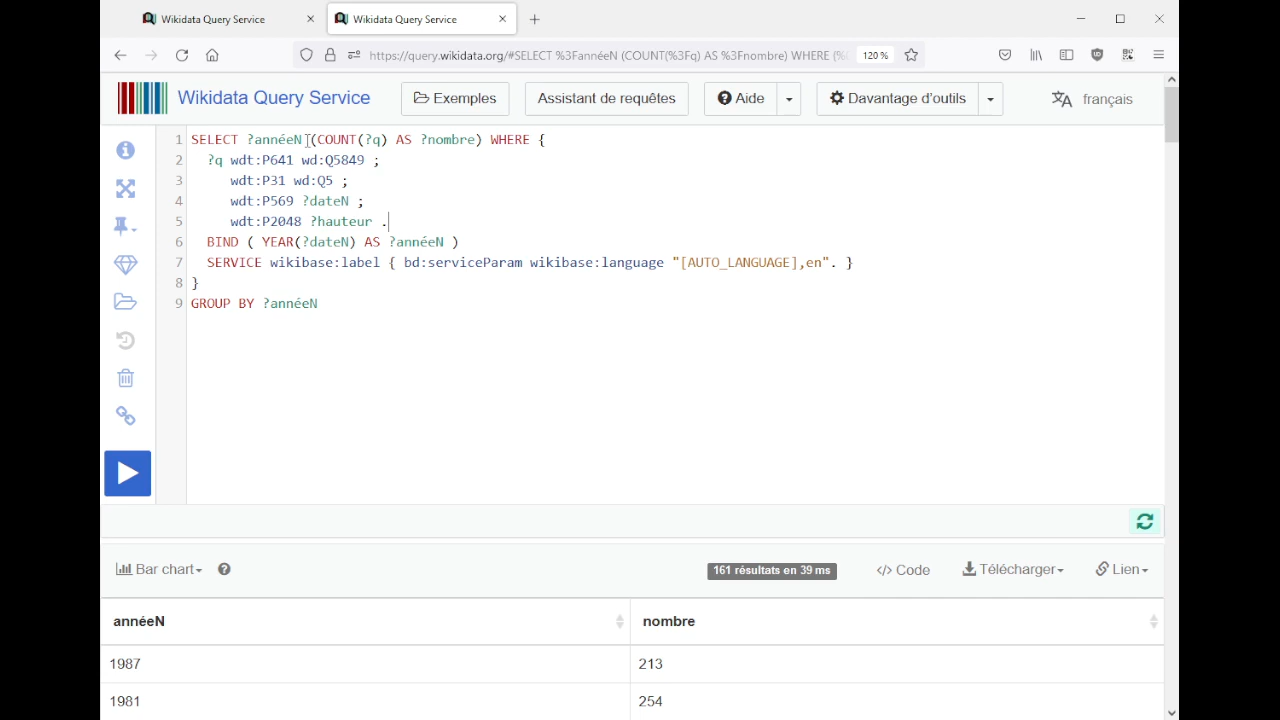 Wikidata Query Service
Wikidata Query Service
https://query.wikidata.org/#SELECT %3FannéeN (COUNT(%3Fq) AS %3Fnombre) WHERE {%
120 %
Wikidata Query Service
Exemples
Assistant de requêtes
Aide
Davantage d'outils
français
1 SELECT ?annéeN (COUNT(?q) AS ?nombre) WHERE {
2 ?q wdt:P641 wd:Q5849 ;
3 wdt:P31 wd:Q5 ;
4 wdt:P569 ?dateN ;
5 wdt:P2048 ?hauteur .
6 BIND ( YEAR(?dateN) AS ?annéeN )
7 SERVICE wikibase:label { bd:serviceParam wikibase:language "[AUTO_LANGUAGE],en". }
8 }
9 GROUP BY ?annéeN
Bar chart
161 résultats en 39 ms
</> Code
Télécharger
Lien
annéeN nombre
1987 213
1981 254